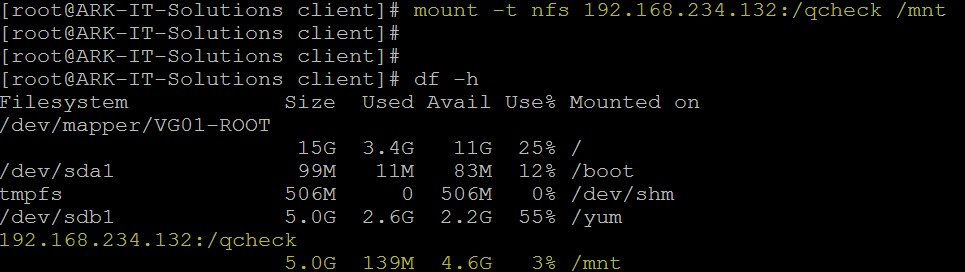 [root@ARK-IT-Solutions client]# mount -t nfs 192.168.234.132:/qcheck /mnt
[root@ARK-IT-Solutions client]#
[root@ARK-IT-Solutions client]#
[root@ARK-IT-Solutions client]# df -h
Filesystem            Size  Used Avail Use% Mounted on
/dev/mapper/VG01-ROOT
                       15G  3.4G   11G  25% /
/dev/sda1              99M   11M   83M  12% /boot
tmpfs                 506M     0  506M   0% /dev/shm
/dev/sdb1             5.0G  2.6G  2.2G  55% /yum
192.168.234.132:/qcheck
                      5.0G  139M  4.6G   3% /mnt